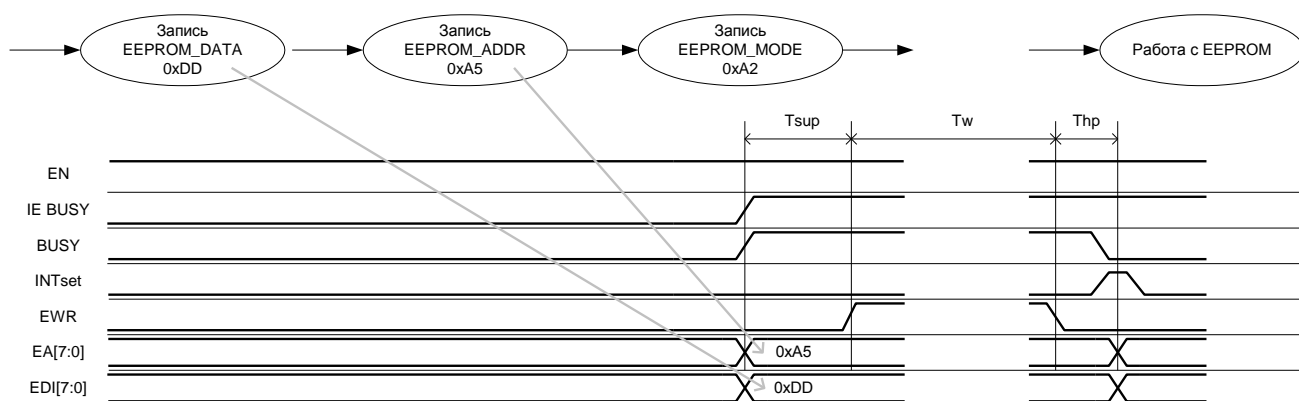 Запись
EEPROM_DATA
0xDD
Запись
EEPROM_ADDR
0xA5
Запись
EEPROM_MODE
0xA2
Работа с EEPROM
Tsup
Tw
Thp
EN
IE BUSY
BUSY
INTset
EWR
EA[7:0]
0xA5
EDI[7:0]
0xDD